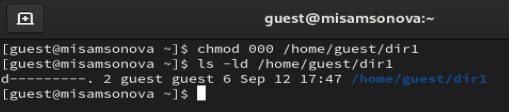 guest@misamsonova:~
[guest@misamsonova ~]$ chmod 000 /home/guest/dir1
[guest@misamsonova ~]$ ls -ld /home/guest/dir1
d---------. 2 guest guest 6 Sep 12 17:47 /home/guest/dir1
[guest@misamsonova ~]$